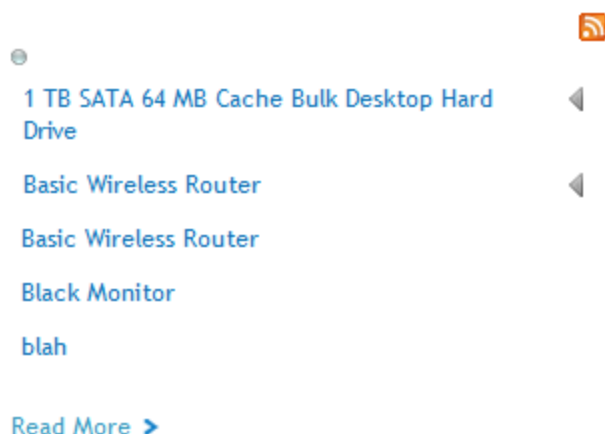 1 TB SATA 64 MB Cache Bulk Desktop Hard
Drive
Basic Wireless Router
Basic Wireless Router
Black Monitor
blah
Read More